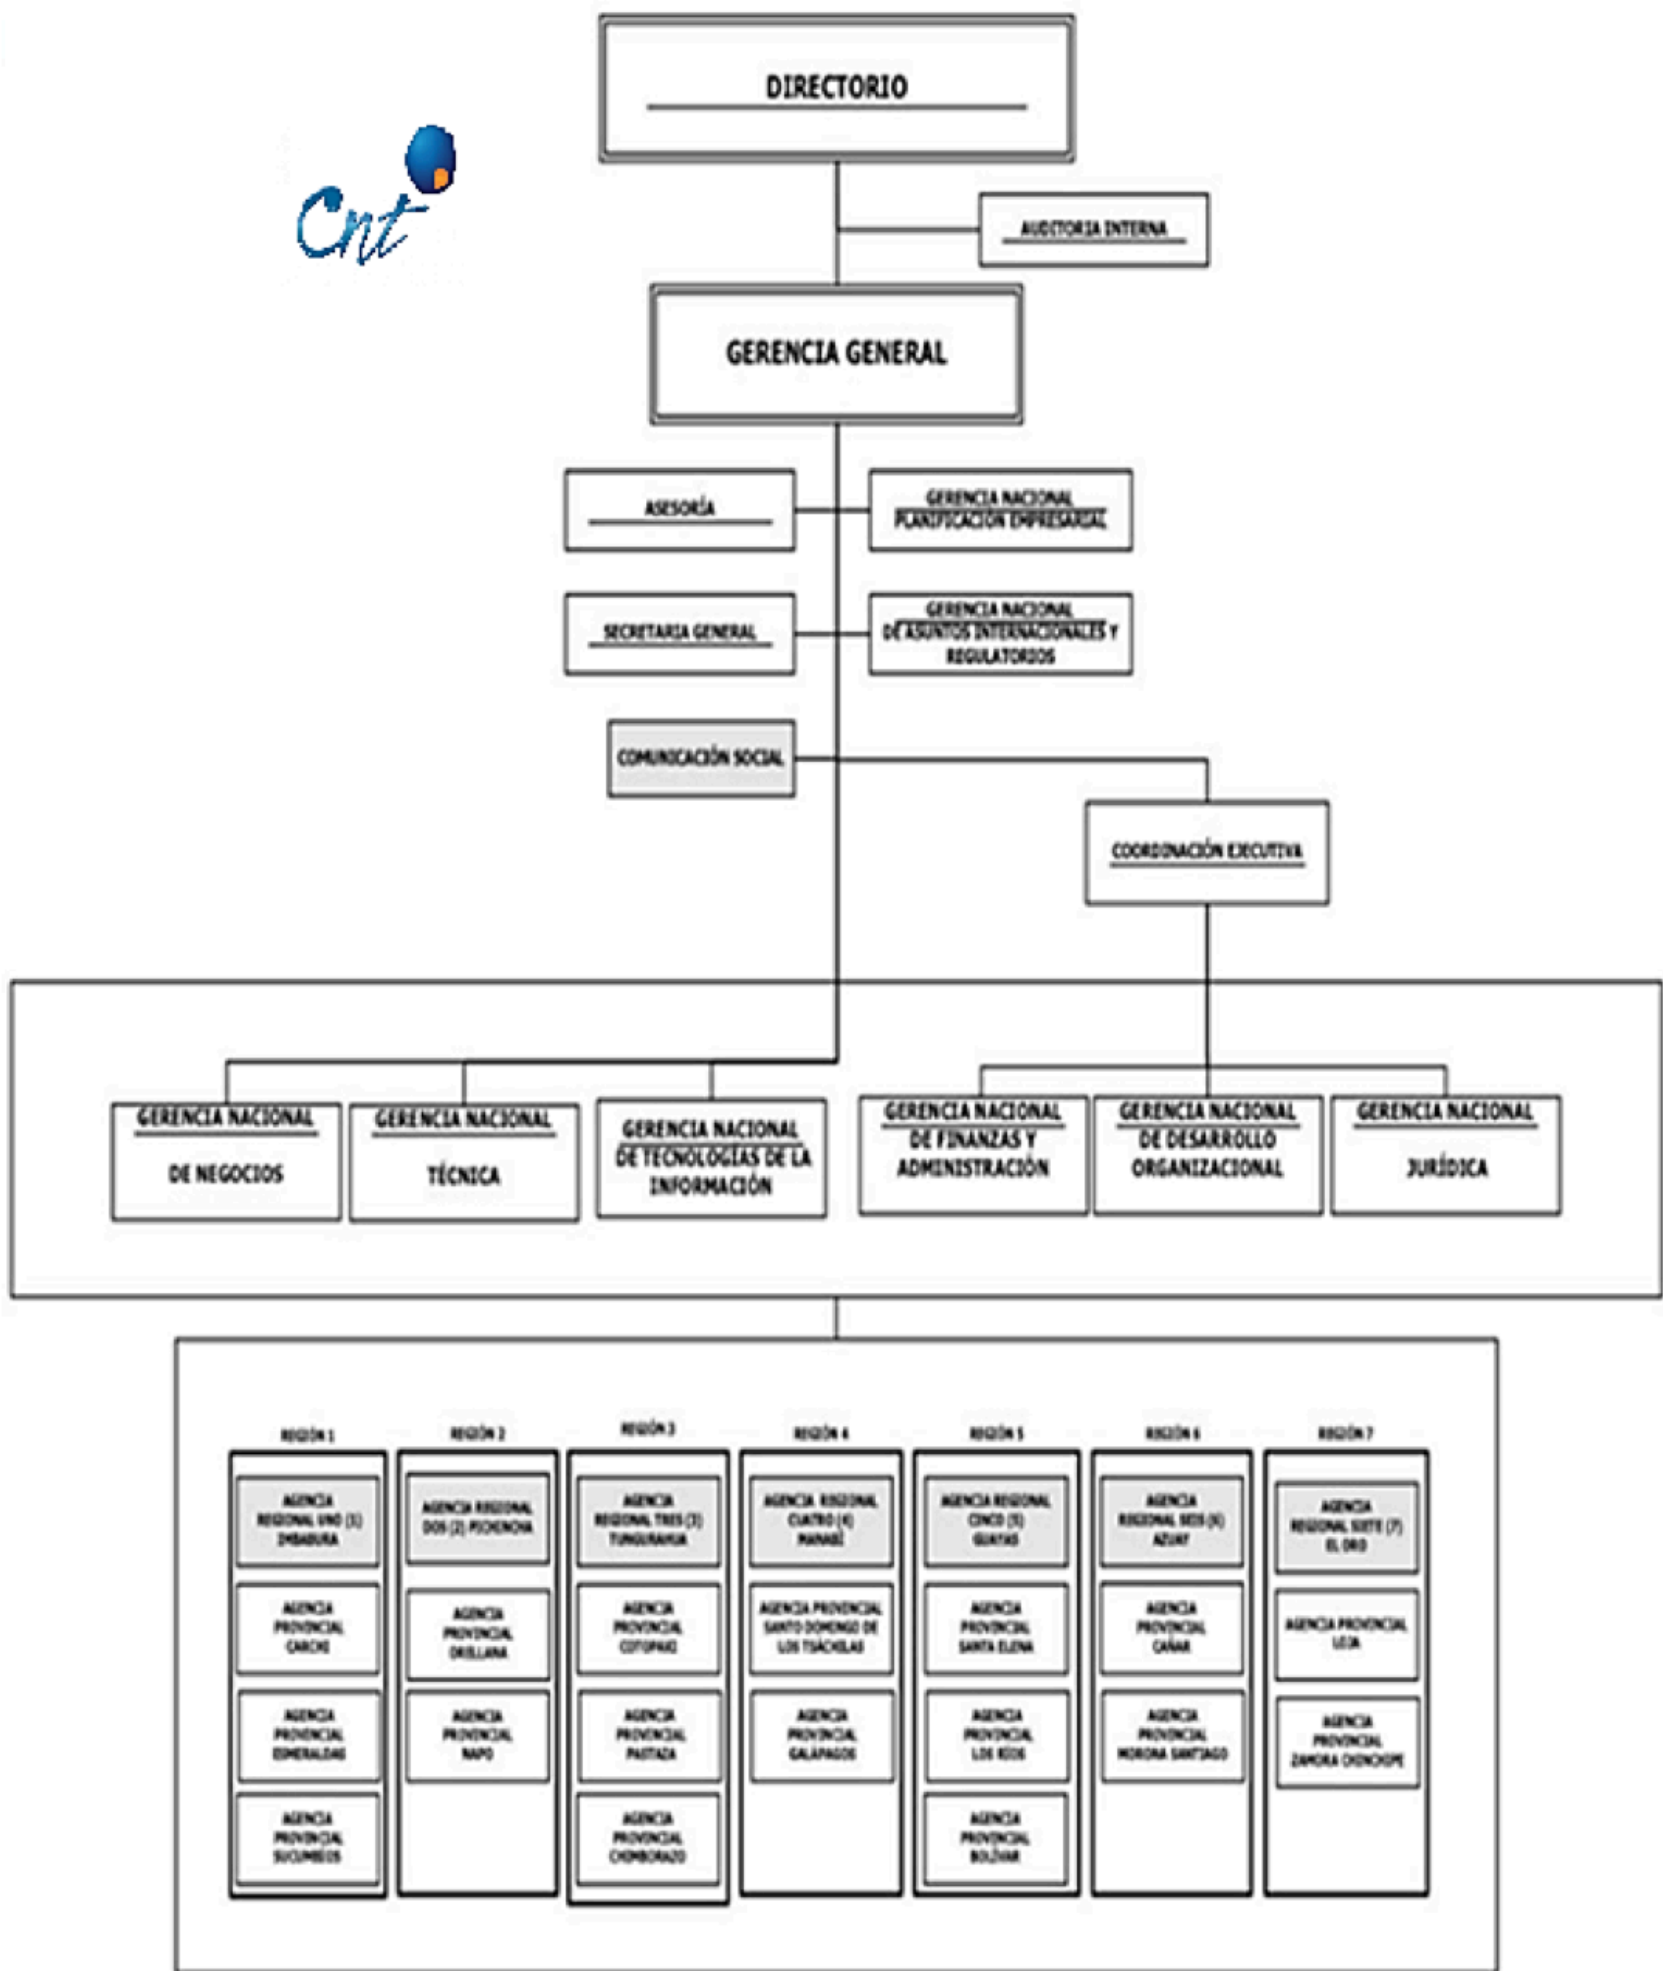 DIRECTORIO
Cnt
AUDITORIA INTERNA
GERENCIA GENERAL
ASESORÍA
GERENCIA NACIONAL
PLANIFICACIÓN EMPRESARIAL
SECRETARIA GENERAL
GERENCIA NACIONAL
DE ASUNTOS INTERNACIONALES Y
REGULATORIOS
COMUNICACIÓN SOCIAL
COORDINACIÓN EJECUTIVA
GERENCIA NACIONAL
DE NEGOCIOS
GERENCIA NACIONAL
TÉCNICA
GERENCIA NACIONAL
DE TECNOLOGÍAS DE LA
INFORMACIÓN
GERENCIA NACIONAL
DE FINANZAS Y
ADMINISTRACIÓN
GERENCIA NACIONAL
DE DESARROLLO
ORGANIZACIONAL
GERENCIA NACIONAL
JURÍDICA
REGIÓN 1
AGENCIA
REGIONAL UNO (1)
IMBABURA
AGENCIA
PROVINCIAL
CARCHI
AGENCIA
PROVINCIAL
ESMERALDAS
AGENCIA
PROVINCIAL
SUCUMBÍOS
REGIÓN 2
AGENCIA REGIONAL
DOS (2) PICHINCHA
AGENCIA
PROVINCIAL
ORELLANA
AGENCIA
PROVINCIAL
NAPO
REGIÓN 3
AGENCIA
REGIONAL TRES (3)
TUNGURAHUA
AGENCIA
PROVINCIAL
COTOPAXI
AGENCIA
PROVINCIAL
PASTAZA
AGENCIA
PROVINCIAL
CHIMBORAZO
REGIÓN 4
AGENCIA REGIONAL
CUATRO (4)
MANABÍ
AGENCIA PROVINCIAL
SANTO DOMINGO DE
LOS TSÁCHILAS
AGENCIA
PROVINCIAL
GALÁPAGOS
REGIÓN 5
AGENCIA REGIONAL
CINCO (5)
GUAYAS
AGENCIA
PROVINCIAL
SANTA ELENA
AGENCIA
PROVINCIAL
LOS RÍOS
AGENCIA
PROVINCIAL
BOLÍVAR
REGIÓN 6
AGENCIA
REGIONAL SEIS (6)
AZUAY
AGENCIA
PROVINCIAL
CAÑAR
AGENCIA
PROVINCIAL
MORONA SANTIAGO
REGIÓN 7
AGENCIA
REGIONAL SIETE (7)
EL ORO
AGENCIA PROVINCIAL
LOJA
AGENCIA
PROVINCIAL
ZAMORA CHINCHIPE